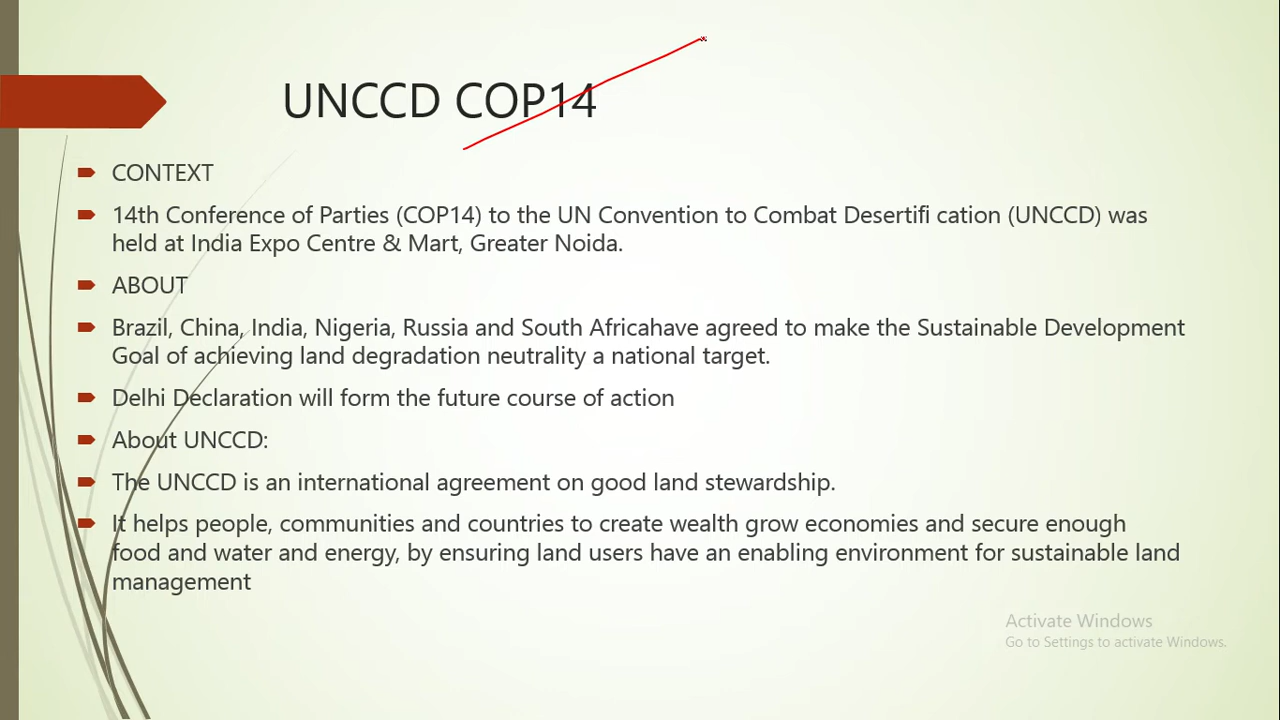 UNCCD COP14
CONTEXT
14th Conference of Parties (COP14) to the UN Convention to Combat Desertifi cation (UNCCD) was
held at India Expo Centre & Mart, Greater Noida.
ABOUT
Brazil, China, India, Nigeria, Russia and South Africahave agreed to make the Sustainable Development
Goal of achieving land degradation neutrality a national target.
Delhi Declaration will form the future course of action
About UNCCD:
The UNCCD is an international agreement on good land stewardship.
It helps people, communities and countries to create wealth grow economies and secure enough
food and water and energy, by ensuring land users have an enabling environment for sustainable land
management
Activate Windows
Go to Settings to activate Windows.